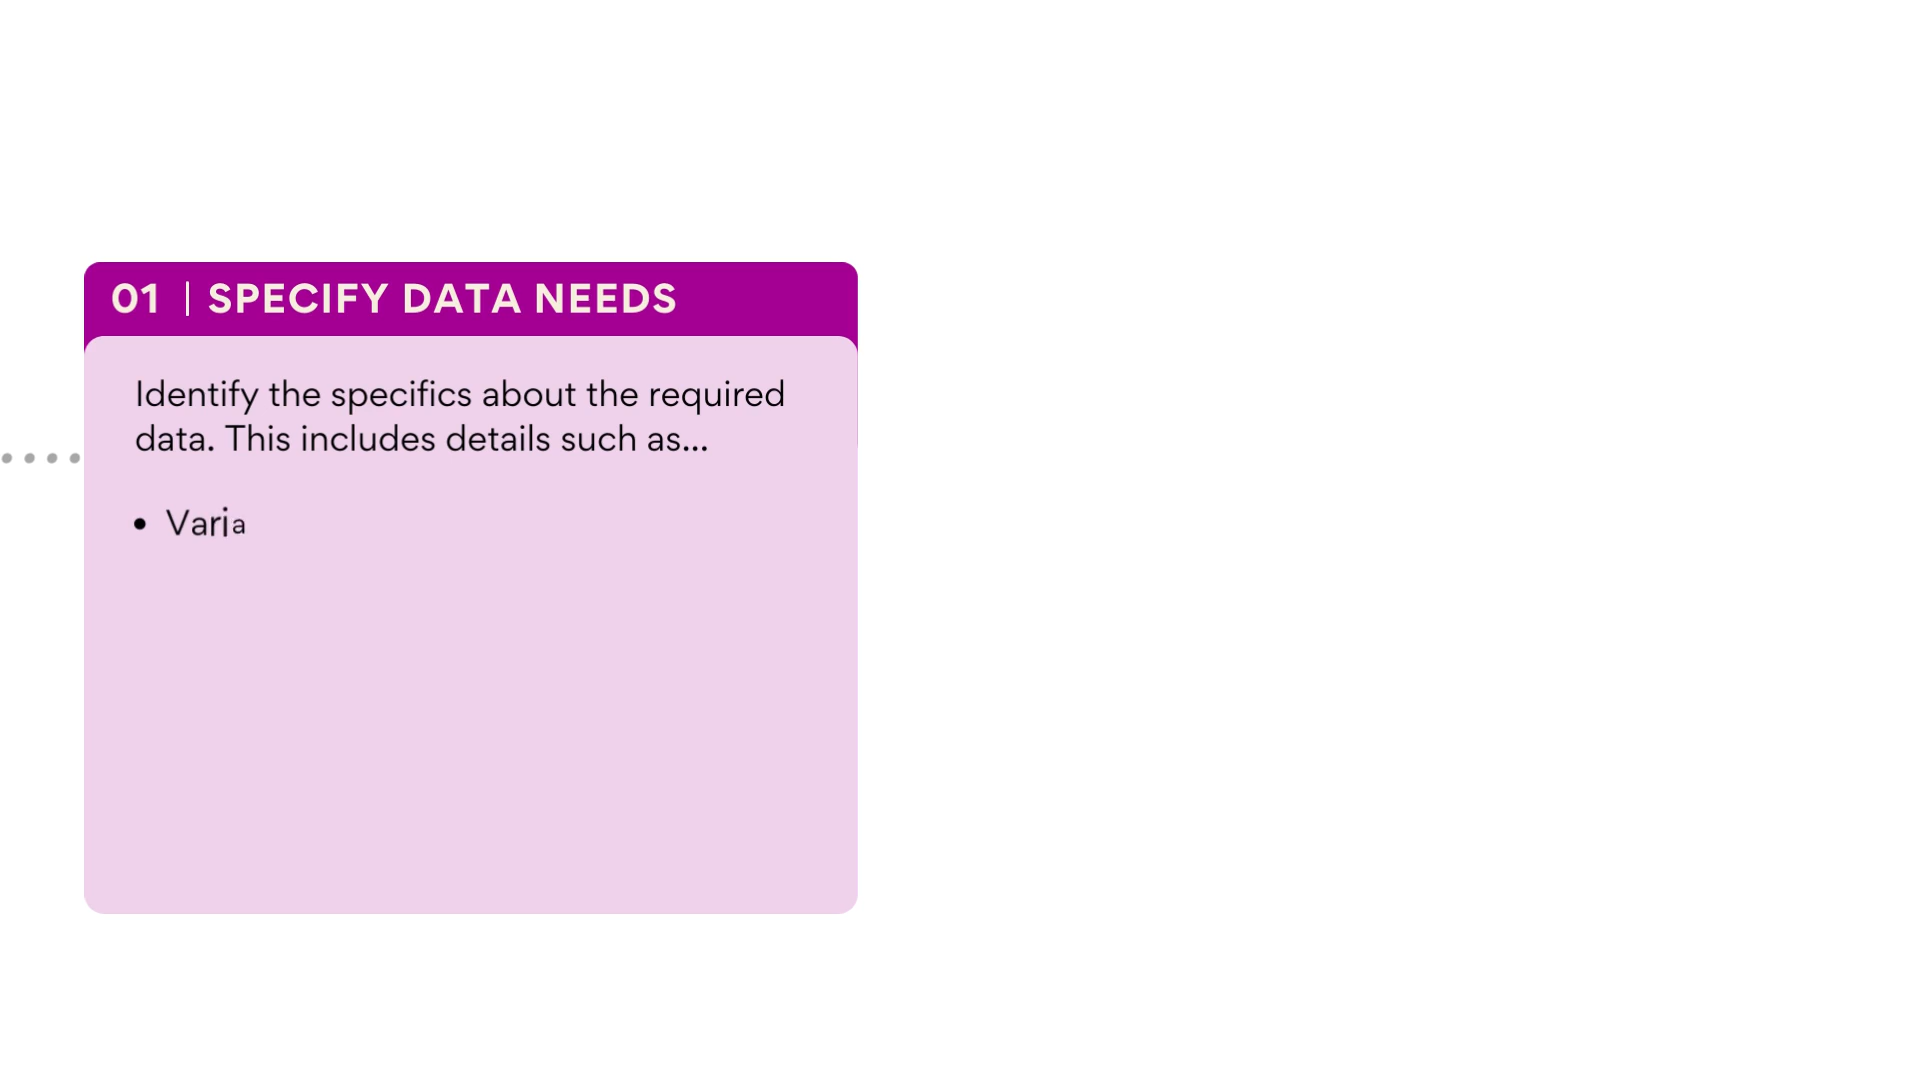 01 | SPECIFY DATA NEEDS
Identify the specifics about the required
data. This includes details such as...
• Varia